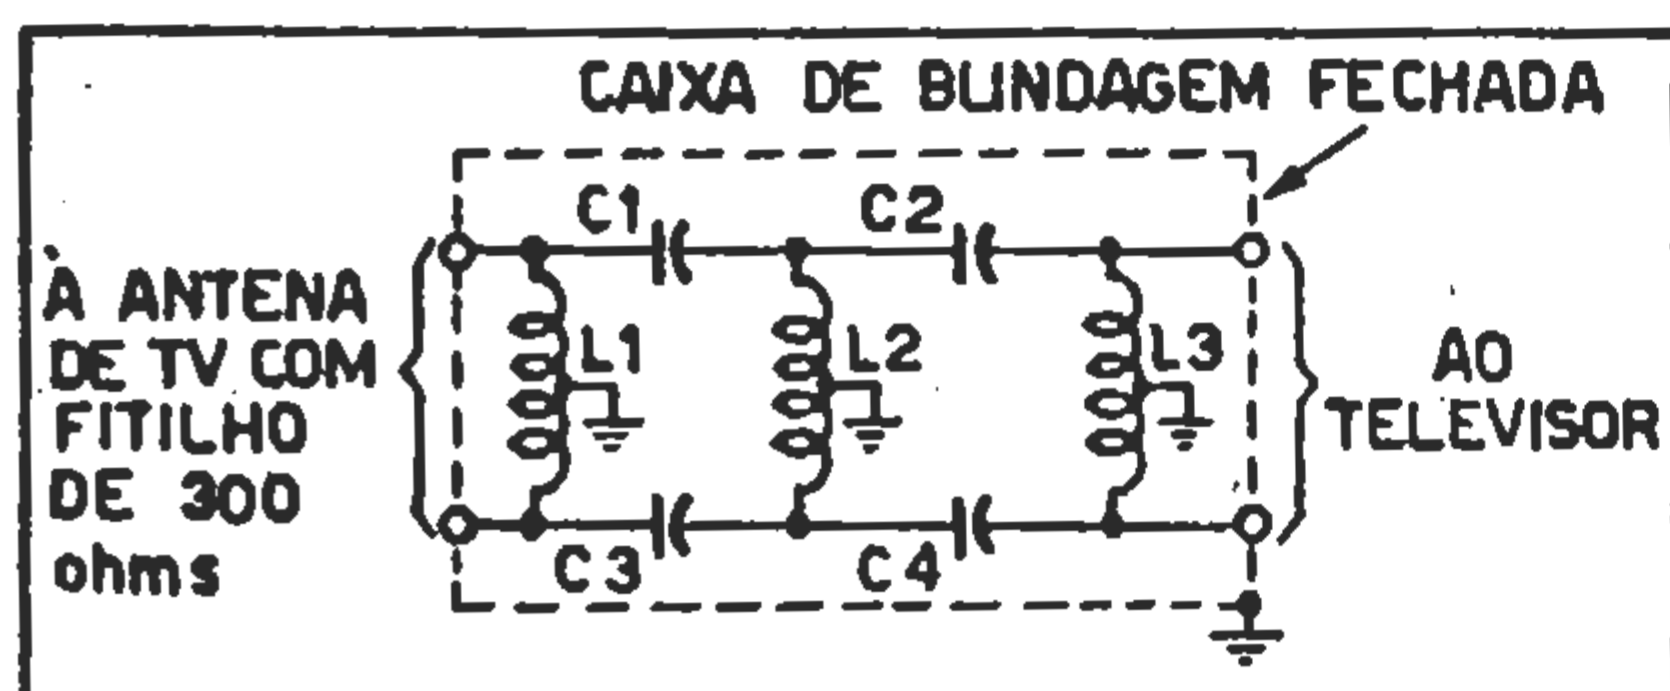 CAIXA DE BLINDAGEM FECHADA
C1
C2
À ANTENA
DE TV COM
FITILHO
DE 300
ohms
L1
L2
L3
AO
TELEVISOR
C3
C4